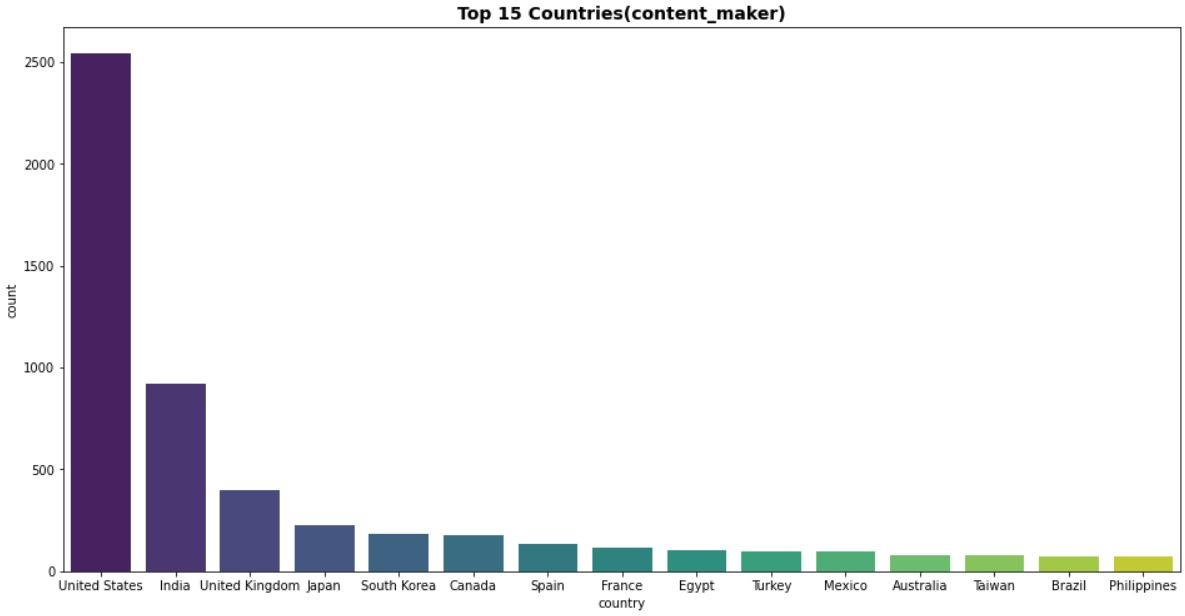 Top 15 Countries(content_maker)
count
2500
2000
1500
1000
500
0
United States India United Kingdom Japan South Korea Canada Spain France Egypt Turkey Mexico Australia Taiwan Brazil Philippines
country